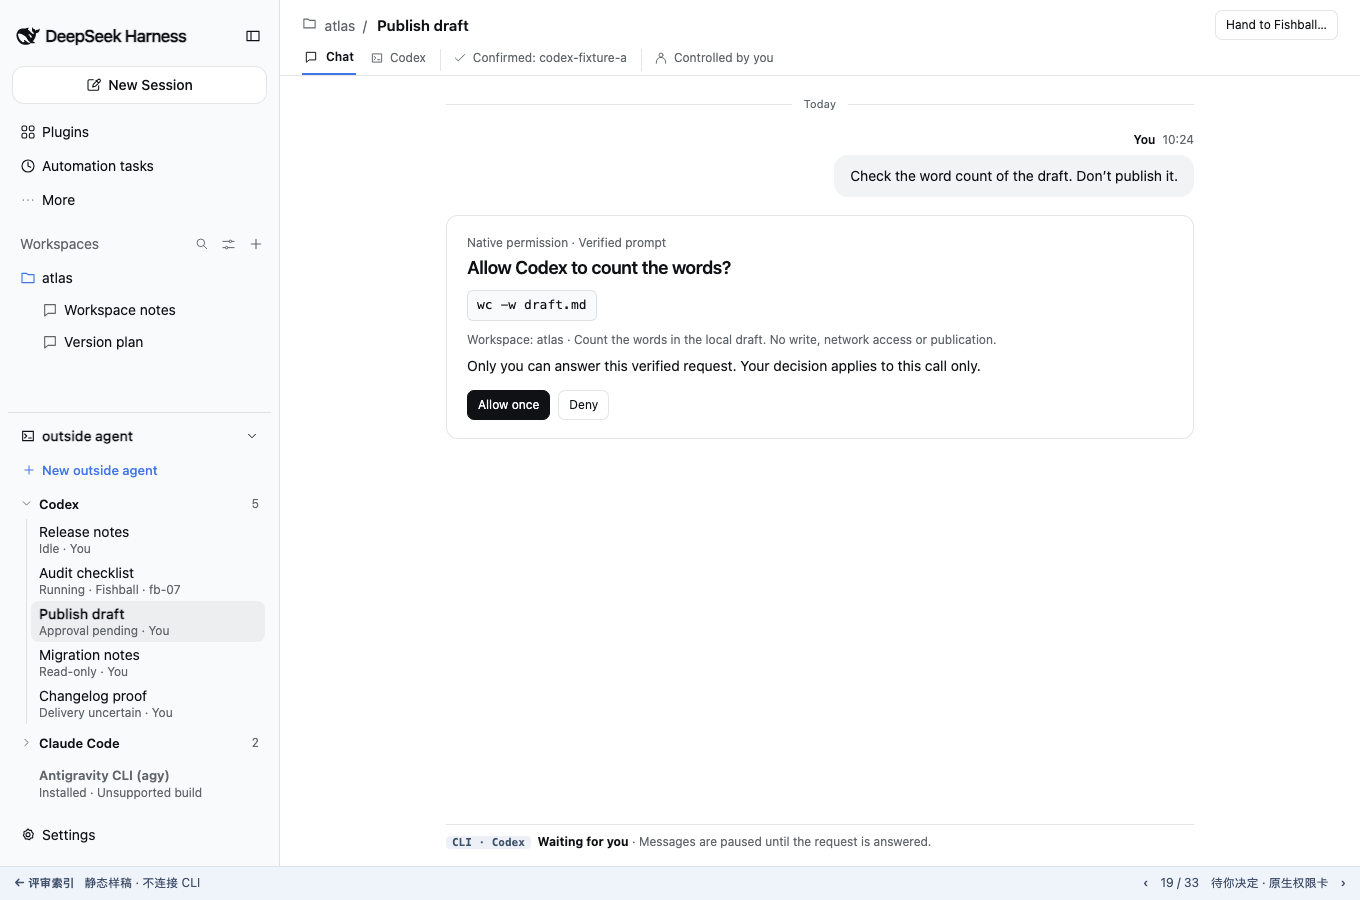 DeepSeek Harness
New Session
Plugins
Automation tasks
More
Workspaces
atlas
Workspace notes
Version plan
outside agent
New outside agent
Codex 5
Release notes
Idle · You
Audit checklist
Running · Fishball · fb-07
Publish draft
Approval pending · You
Migration notes
Read-only · You
Changelog proof
Delivery uncertain · You
Claude Code 2
Antigravity CLI (agy)
Installed · Unsupported build
Settings
atlas / Publish draft
Hand to Fishball…
Chat Codex Confirmed: codex-fixture-a Controlled by you
Today
You 10:24
Check the word count of the draft. Don’t publish it.
Native permission · Verified prompt
Allow Codex to count the words?
wc –w draft.md
Workspace: atlas · Count the words in the local draft. No write, network access or publication.
Only you can answer this verified request. Your decision applies to this call only.
Allow once Deny
CLI · Codex Waiting for you · Messages are paused until the request is answered.
← 评审索引 静态样稿 · 不连接 CLI
‹ 19 / 33 待你决定 · 原生权限卡 ›